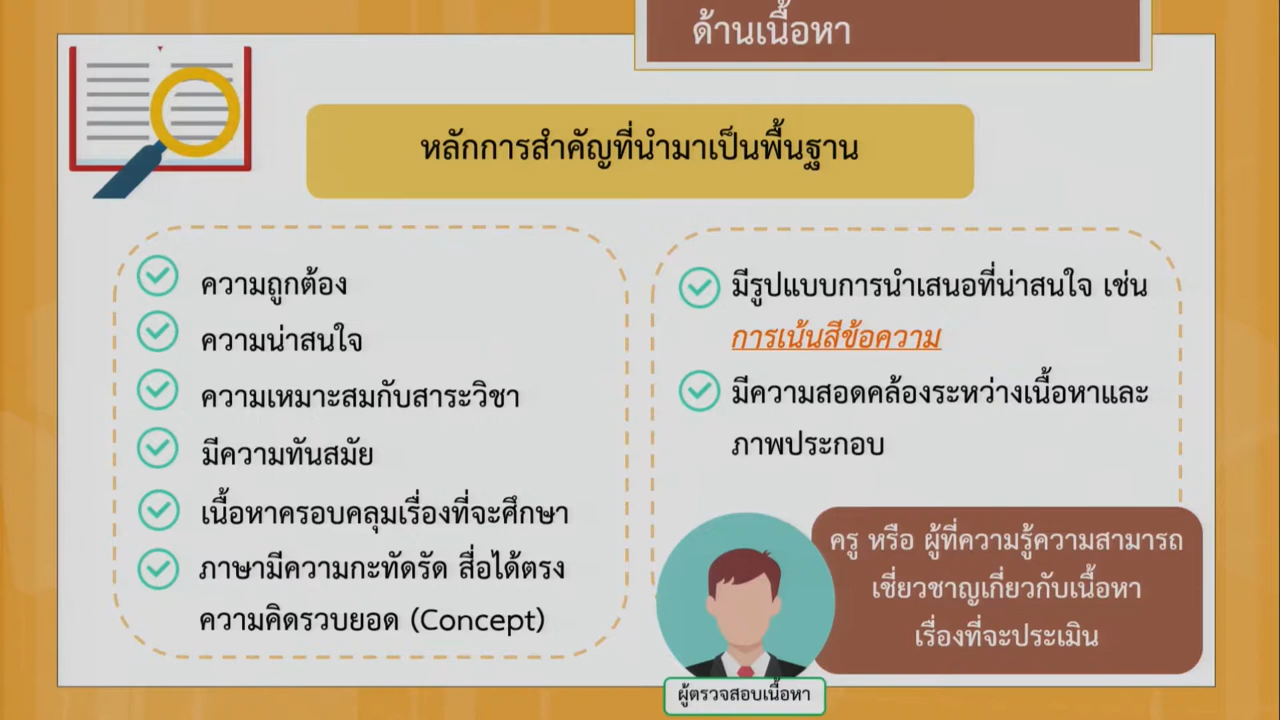 ด้านเนื้อหา
หลักการสำคัญที่นำมาเป็นพื้นฐาน
ความถูกต้อง
ความน่าสนใจ
ความเหมาะสมกับสาระวิชา
มีความทันสมัย
เนื้อหาครอบคลุมเรื่องที่จะศึกษา
ภาษามีความกะทัดรัด สื่อได้ตรง
ความคิดรวบยอด (Concept)
มีรูปแบบการนำเสนอที่น่าสนใจ เช่น
การเน้นสีข้อความ
มีความสอดคล้องระหว่างเนื้อหาและ
ภาพประกอบ
ครู หรือ ผู้ที่ความรู้ความสามารถ
เชี่ยวชาญเกี่ยวกับเนื้อหา
เรื่องที่จะประเมิน
ผู้ตรวจสอบเนื้อหา